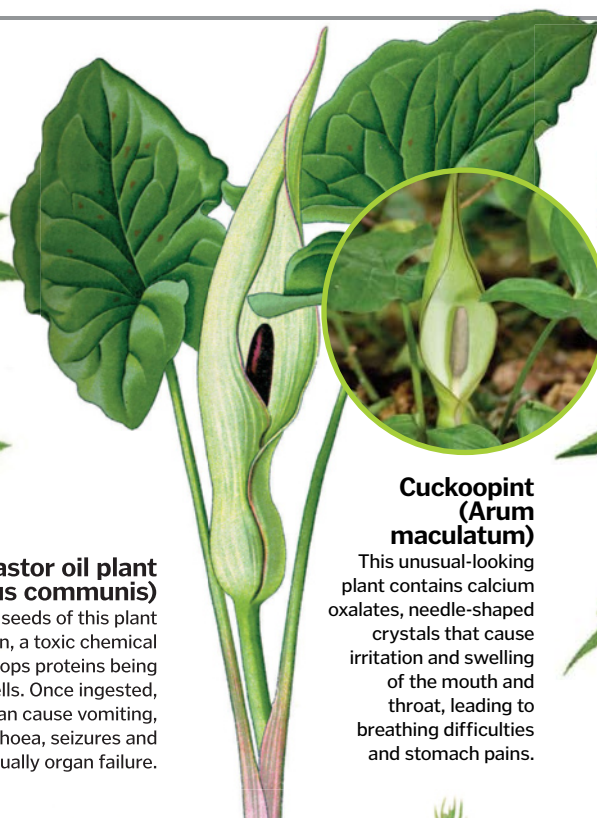 Cuckoopint
(Arum
maculatum)
This unusual-looking
plant contains calcium
oxalates, needle-shaped
crystals that cause
irritation and swelling
of the mouth and
throat, leading to
breathing difficulties
and stomach pains.
astor oil plant
us communis)
seeds of this plant
n, a toxic chemical
ops proteins being
ells. Once ingested,
an cause vomiting,
hoea, seizures and
ually organ failure.